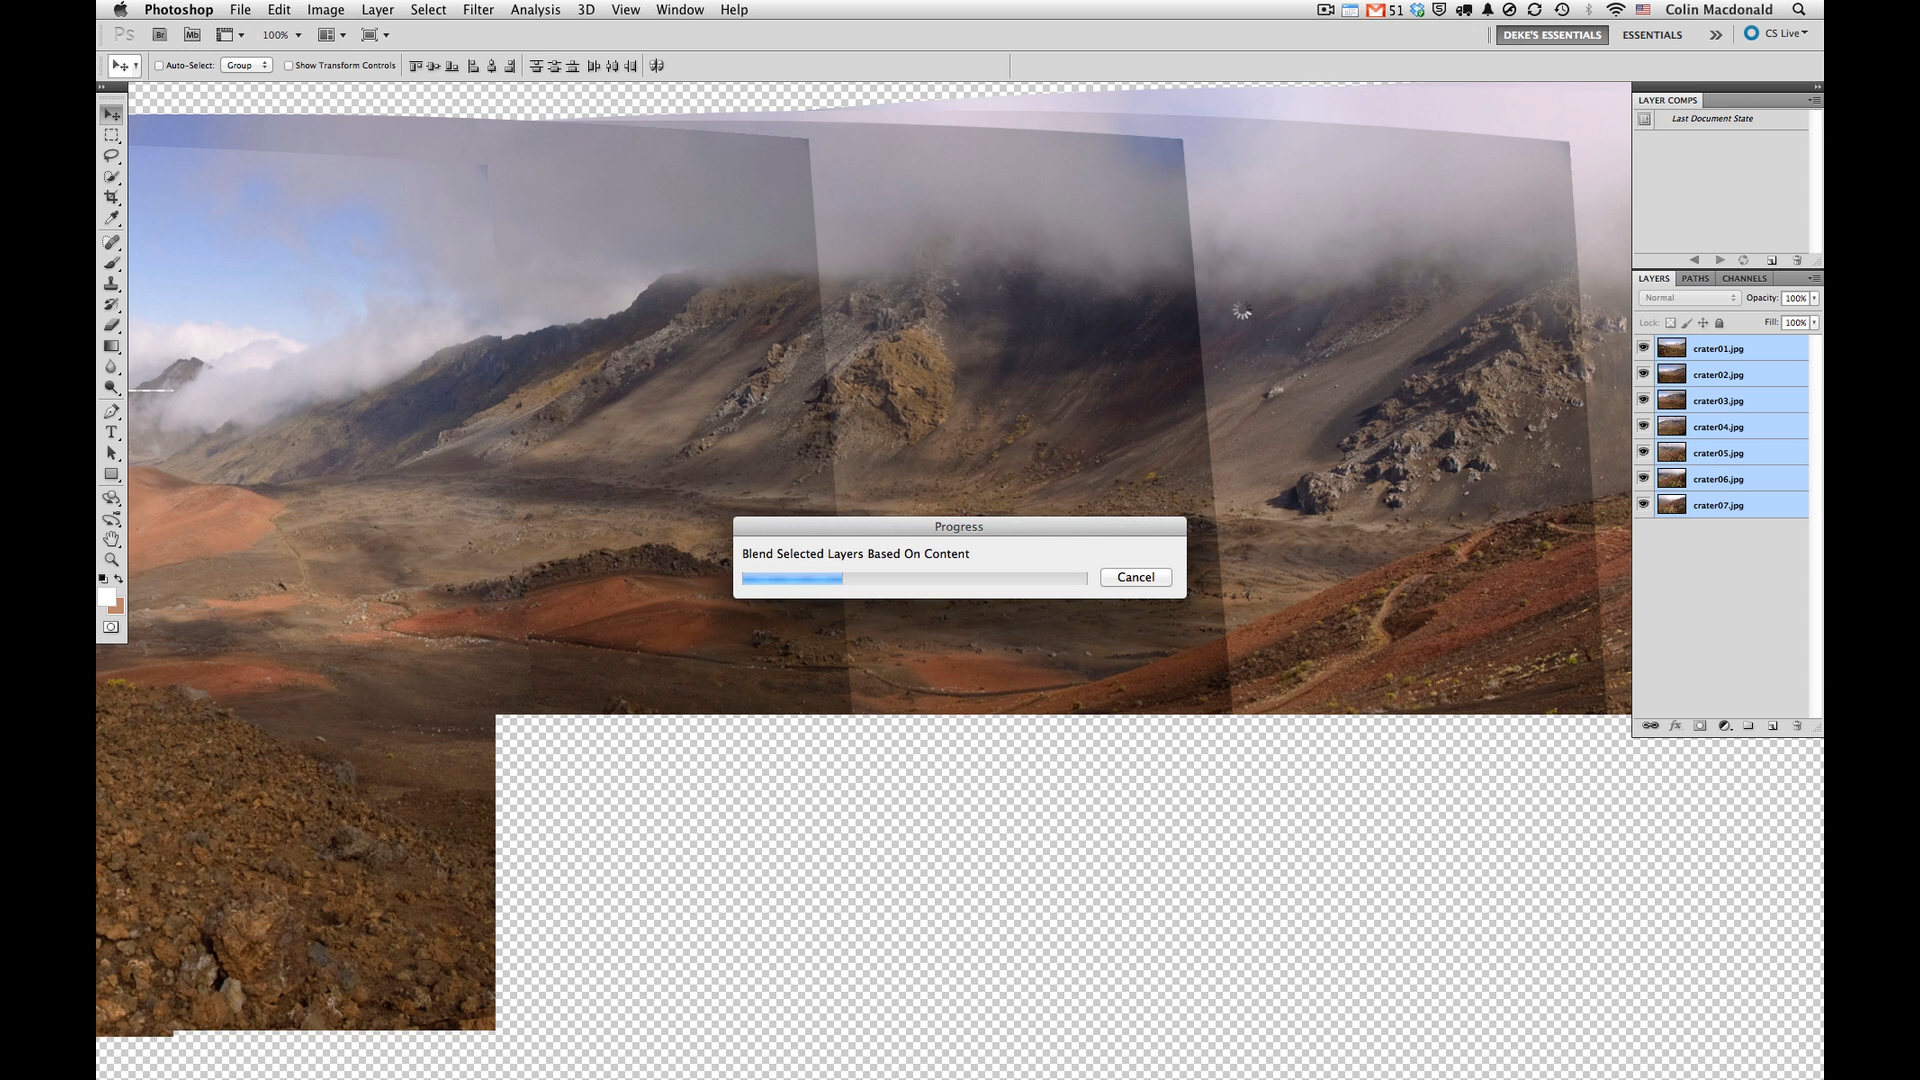 Photoshop File Edit Image Layer Select Filter Analysis 3D View Window Help 51 Colin Macdonald
Ps Br Mb 100% DEKE'S ESSENTIALS ESSENTIALS CS Live
Auto-Select: Group Show Transform Controls
LAYER COMPS
Last Document State
LAYERS PATHS CHANNELS
Normal Opacity: 100%
Lock: Fill: 100%
crater01.jpg
crater02.jpg
crater03.jpg
crater04.jpg
crater05.jpg
crater06.jpg
crater07.jpg
T
Progress
Blend Selected Layers Based On Content
Cancel
fx